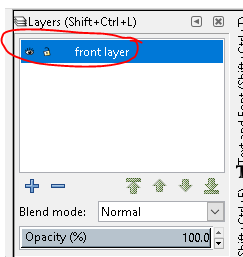 Layers (Shift+Ctrl+L)
front layer
Blend mode: Normal
Opacity (%) 100.0